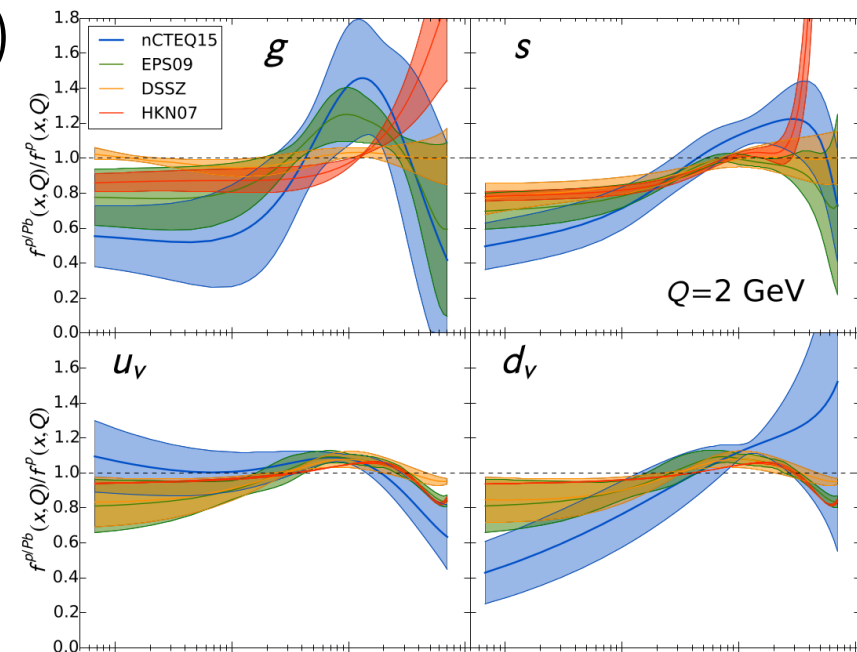 )
1.8
1.6
1.4
1.2
1.0
0.8
0.6
0.4
0.2
0.0
f^{p/Pb}(x,Q)/f^{p}(x,Q)
nCTEQ15
EPS09
DSSZ
HKN07
g
s
Q=2 GeV
1.6
1.4
1.2
1.0
0.8
0.6
0.4
0.2
0.0
f^{p/Pb}(x,Q)/f^{p}(x,Q)
u_v
d_v